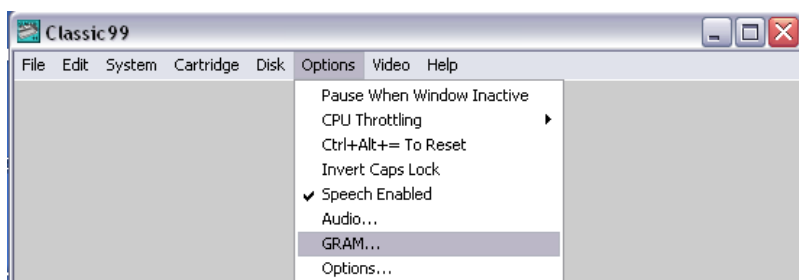 Classic99
File Edit System Cartridge Disk Options Video Help
Pause When Window Inactive
CPU Throttling
Ctrl+Alt+= To Reset
Invert Caps Lock
Speech Enabled
Audio...
GRAM...
Options...